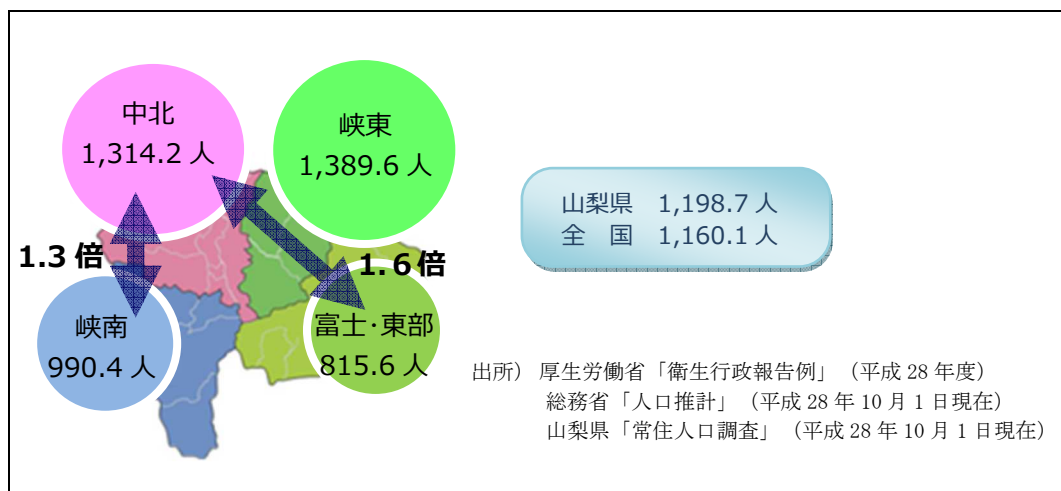 中北
1,314.2 人
峡東
1,389.6 人
山梨県 1,198.7 人
全 国 1,160.1 人
1.3 倍
1.6 倍
峡南
990.4 人
富士・東部
815.6 人
出所） 厚生労働省「衛生行政報告例」（平成 28 年度）
総務省「人口推計」（平成 28 年 10 月 1 日現在）
山梨県「常住人口調査」（平成 28 年 10 月 1 日現在）